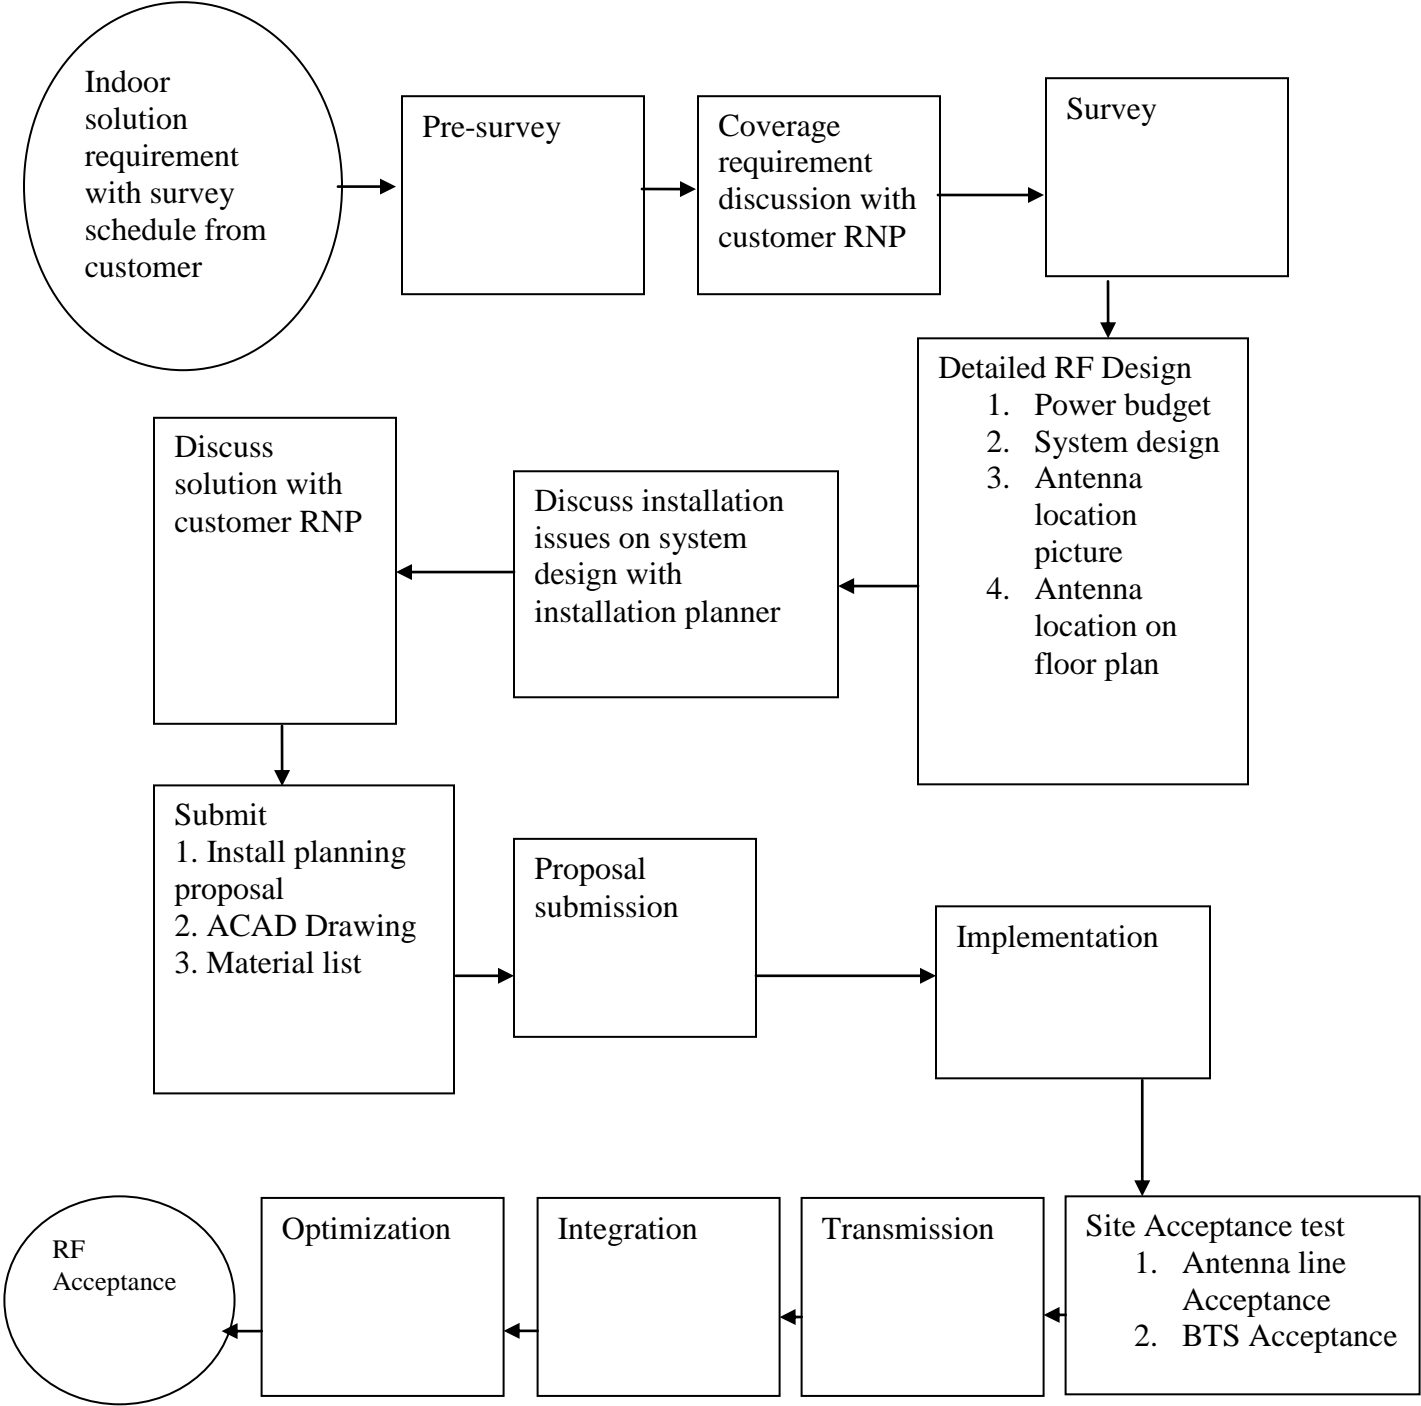 Indoor
solution
requirement
with survey
schedule from
customer
Pre-survey
Coverage
requirement
discussion with
customer RNP
Survey
Detailed RF Design
1. Power budget
2. System design
3. Antenna
location
picture
4. Antenna
location on
floor plan
Discuss installation
issues on system
design with
installation planner
Discuss
solution with
customer RNP
Submit
1. Install planning
proposal
2. ACAD Drawing
3. Material list
Proposal
submission
Implementation
Site Acceptance test
1. Antenna line
Acceptance
2. BTS Acceptance
Transmission
Integration
Optimization
RF
Acceptance